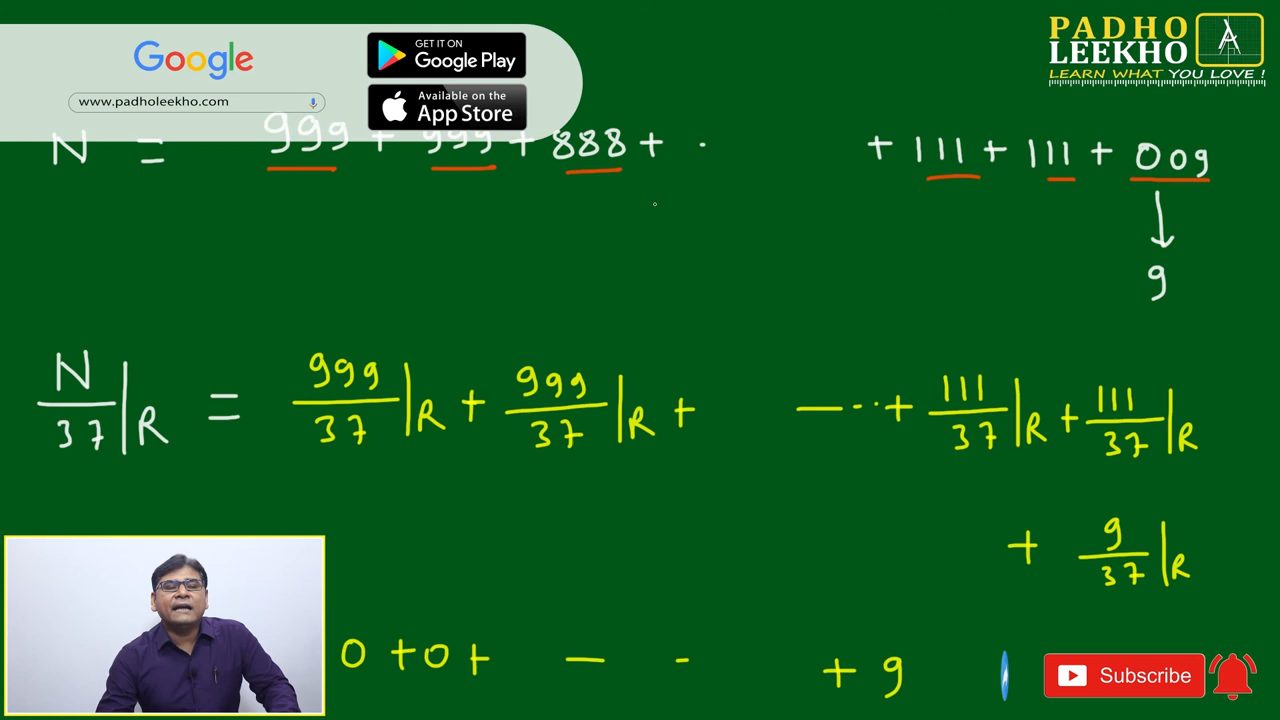 PADHO
LEEKHO
LEARN WHAT YOU LOVE !
Google
GET IT ON
Google Play
www.padholeekho.com
Available on the
App Store
N = 999 + 999 + 888 + · + 111 + 111 + 009
9
N/37|R = 999/37|R + 999/37|R + —··+ 111/37|R + 111/37|R
+ 9/37|R
0 + 0 + — - + 9
Subscribe